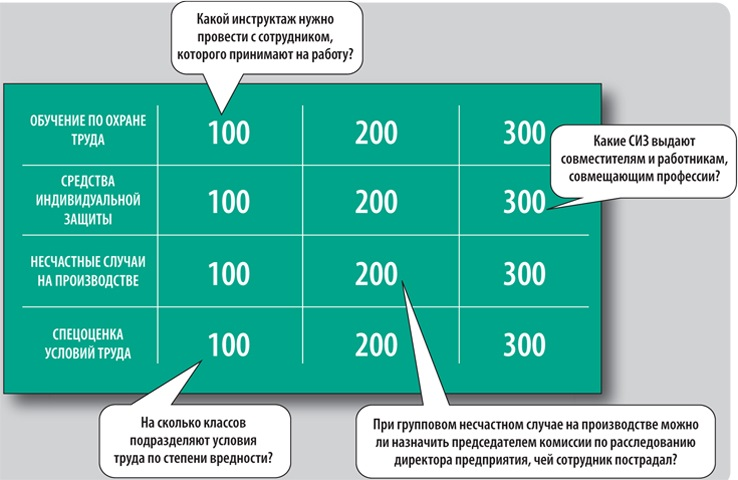 Какой инструктаж нужно
провести с сотрудником,
которого принимают на работу?
ОБУЧЕНИЕ ПО ОХРАНЕ
ТРУДА
100
200
300
Какие СИЗ выдают
совместителям и работникам,
совмещающим профессии?
СРЕДСТВА
ИНДИВИДУАЛЬНОЙ
ЗАЩИТЫ
100
200
300
НЕСЧАСТНЫЕ СЛУЧАИ
НА ПРОИЗВОДСТВЕ
100
200
300
СПЕЦОЦЕНКА
УСЛОВИЙ ТРУДА
100
200
300
На сколько классов
подразделяют условия
труда по степени вредности?
При групповом несчастном случае на производстве можно
ли назначить председателем комиссии по расследованию
директора предприятия, чей сотрудник пострадал?